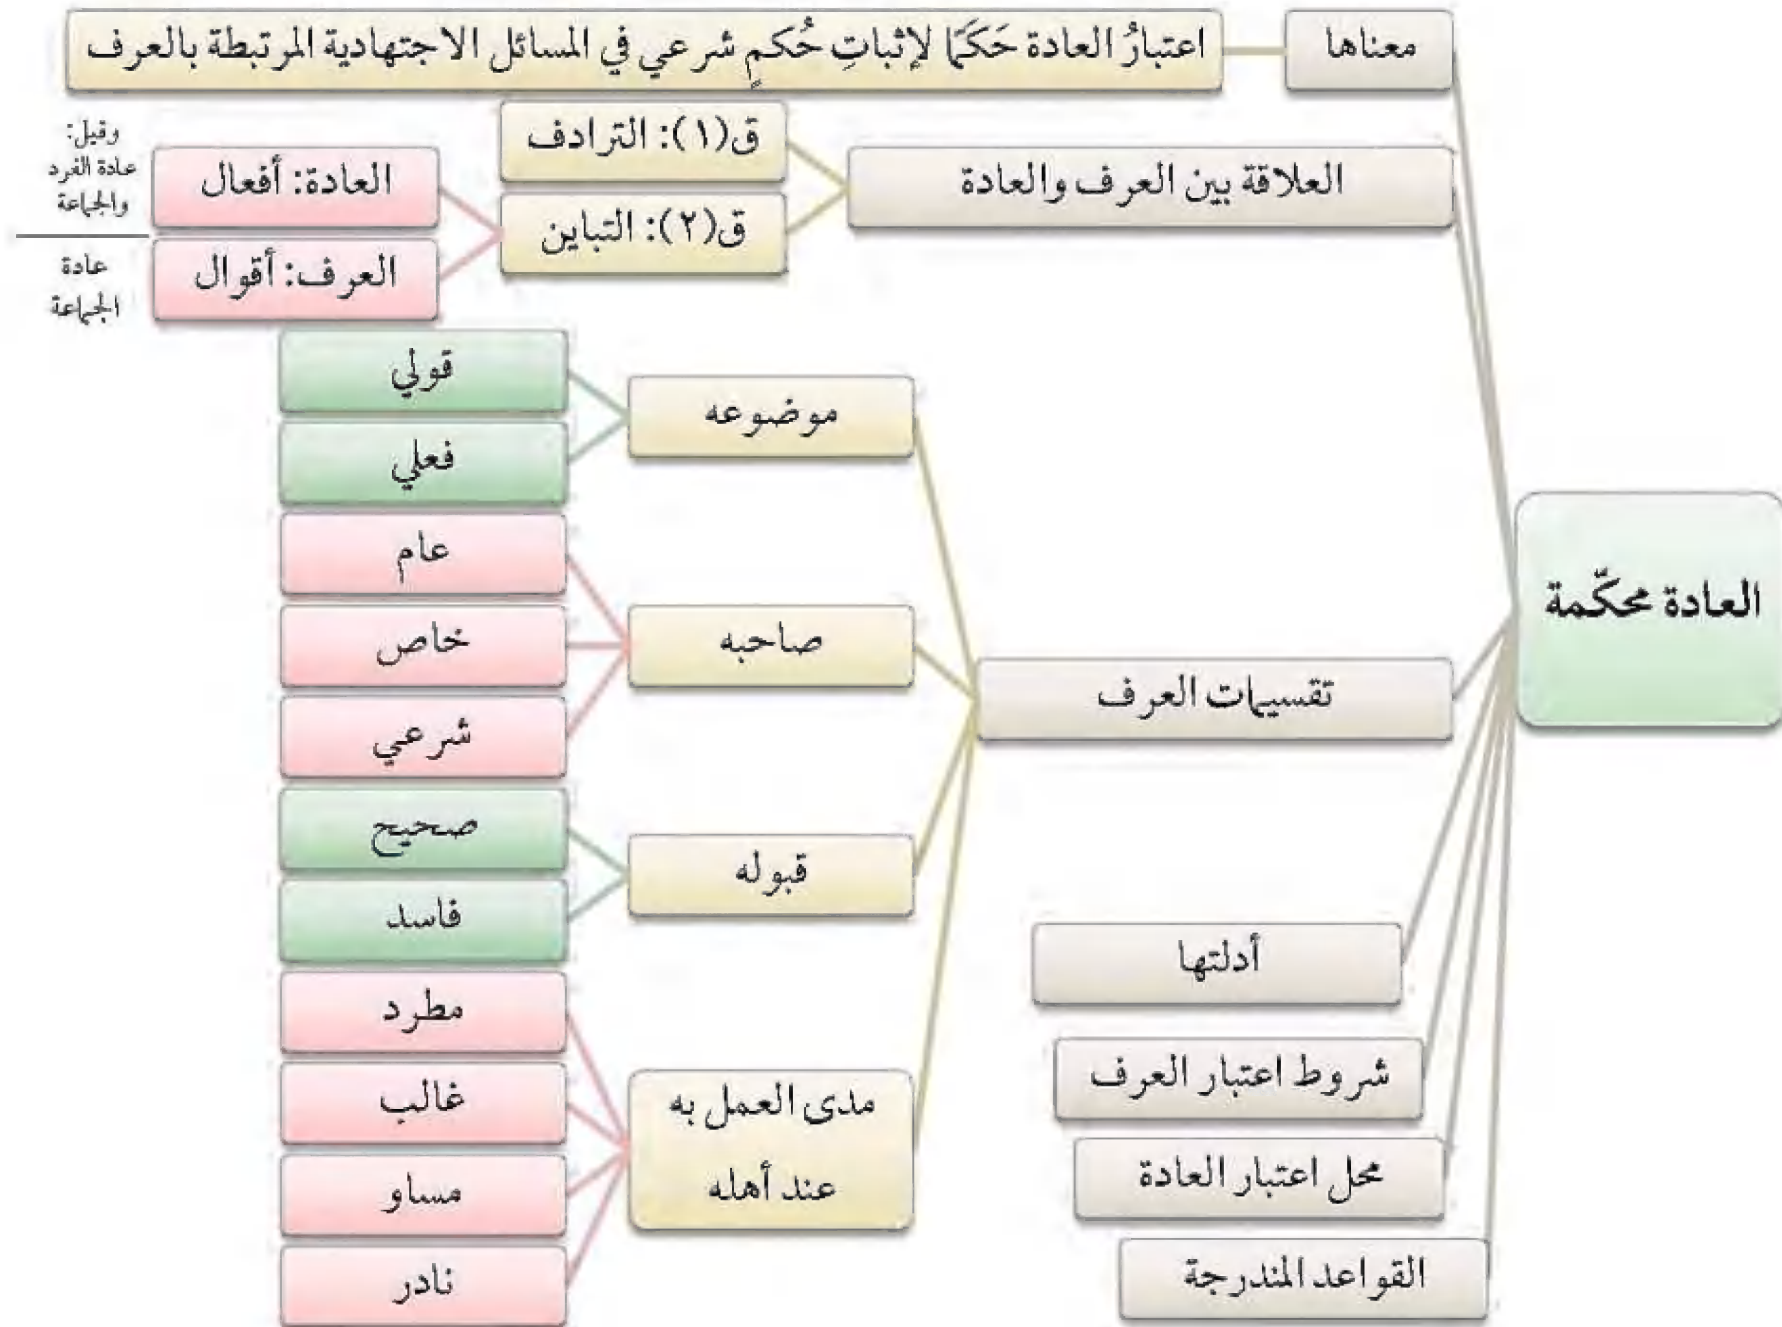 العادة محكّمة
معناها
اعتبارُ العادة حَكَمًا لإثباتِ حُكمٍ شرعي في المسائل الاجتهادية المرتبطة بالعرف
العلاقة بين العرف والعادة
ق(١): الترادف
ق(٢): التباين
العادة: أفعال
وقيل:
عادة الفرد
والجماعة
العرف: أقوال
عادة
الجماعة
تقسيمات العرف
موضوعه
قولي
فعلي
صاحبه
عام
خاص
شرعي
قبوله
صحيح
فاسد
مدى العمل به
عند أهله
مطرد
غالب
مساو
نادر
أدلتها
شروط اعتبار العرف
محل اعتبار العادة
القواعد المندرجة